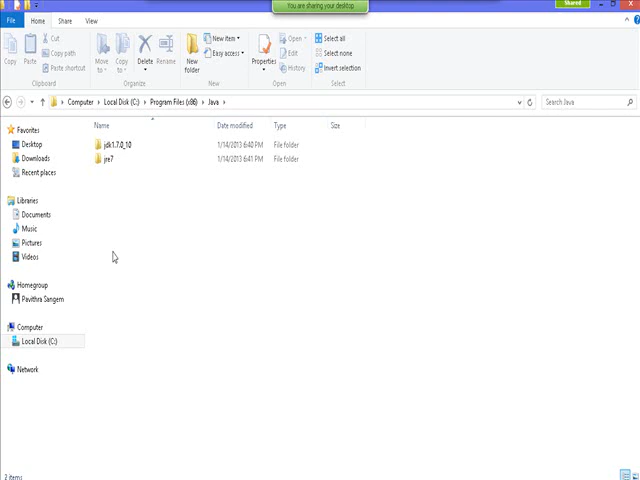 You are sharing your desktop
Shared
File Home Share View
Copy Paste Cut Copy path Paste shortcut
Clipboard
Move to Copy to Delete Rename
Organize
New folder New item Easy access
New
Properties Open Edit History
Open
Select all Select none Invert selection
Select
Computer Local Disk (C:) Program Files (x86) Java
Search Java
Name Date modified Type Size
jdk1.7.0_10 1/14/2013 6:40 PM File folder
jre7 1/14/2013 6:41 PM File folder
Favorites
Desktop
Downloads
Recent places
Libraries
Documents
Music
Pictures
Videos
Homegroup
Pavithra Sangem
Computer
Local Disk (C:)
Network
2 items